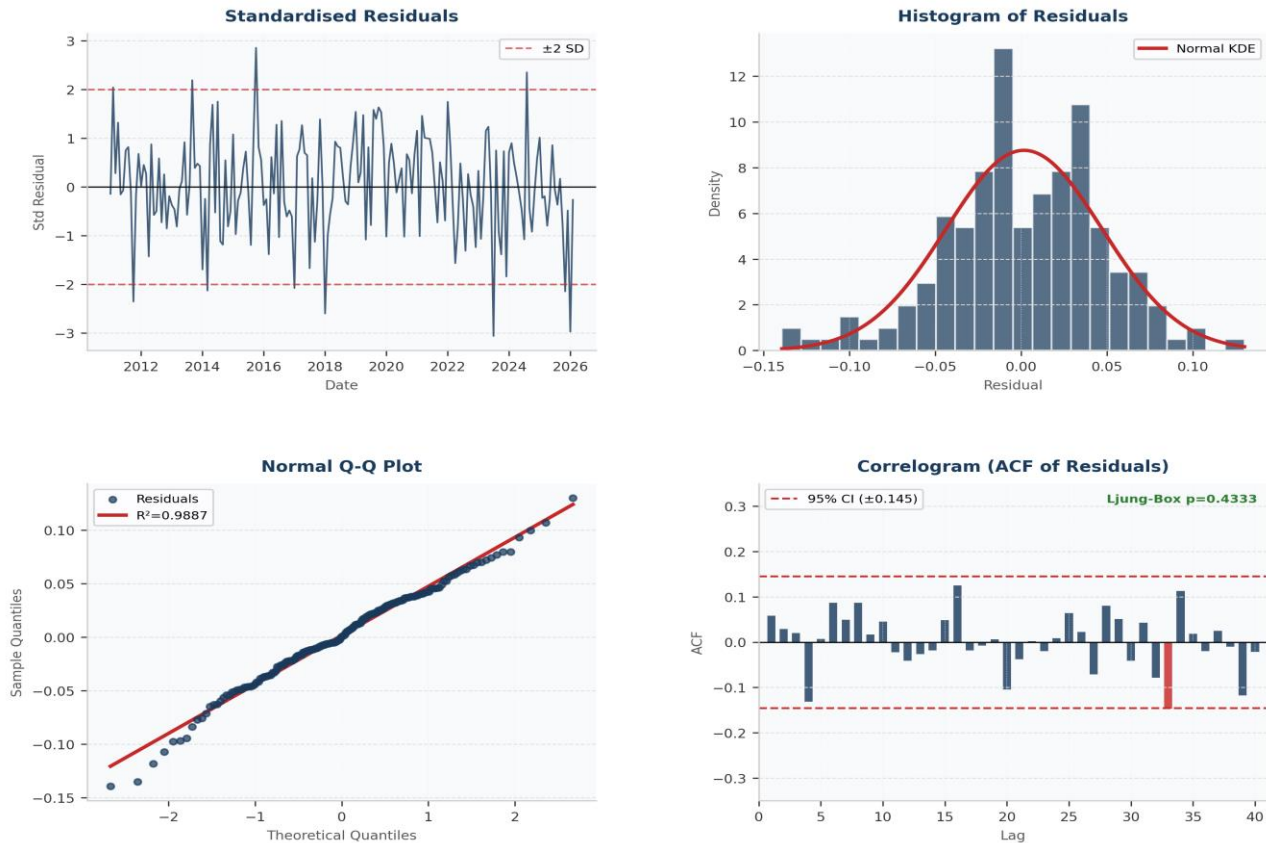 Standardised Residuals
±2 SD
3
2
1
0
−1
−2
−3
Std Residual
2012 2014 2016 2018 2020 2022 2024 2026
Date
Histogram of Residuals
Normal KDE
12
10
8
6
4
2
0
Density
−0.15 −0.10 −0.05 0.00 0.05 0.10
Residual
Normal Q-Q Plot
Residuals
R²=0.9887
0.10
0.05
0.00
−0.05
−0.10
−0.15
Sample Quantiles
−2 −1 0 1 2
Theoretical Quantiles
Correlogram (ACF of Residuals)
95% CI (±0.145)
Ljung-Box p=0.4333
0.3
0.2
0.1
0.0
−0.1
−0.2
−0.3
ACF
0 5 10 15 20 25 30 35 40
Lag